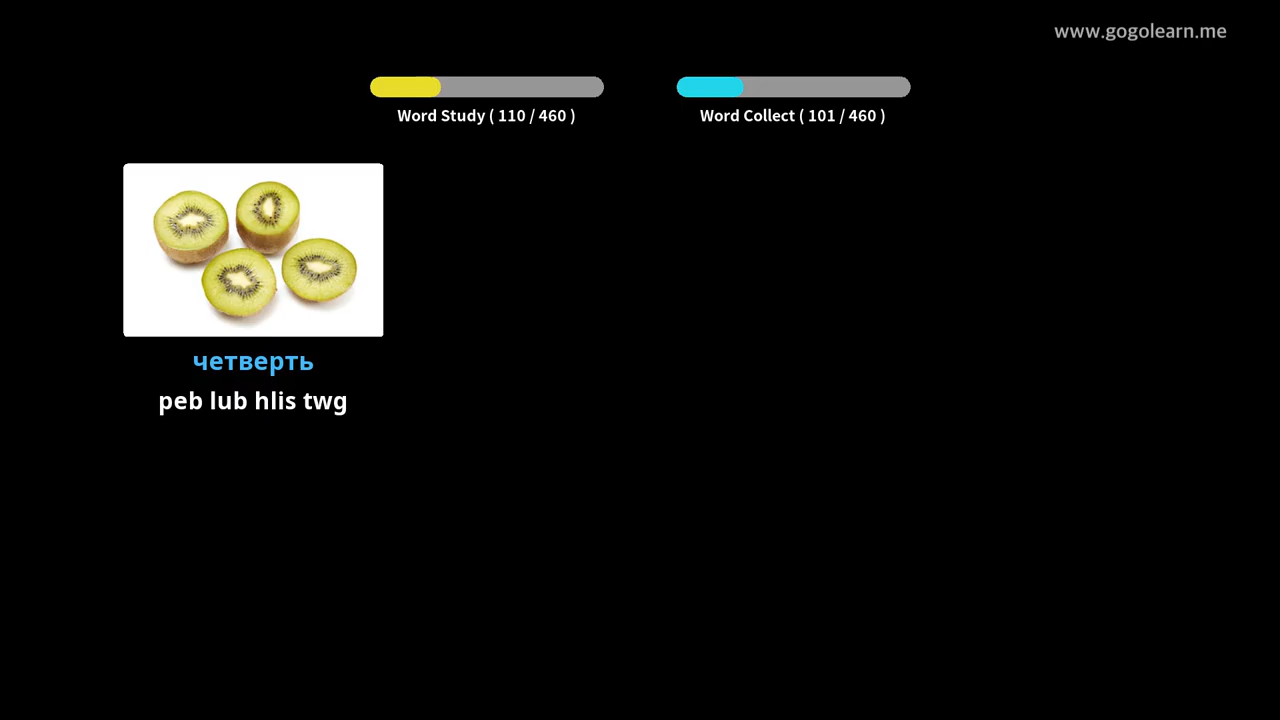 www.gogolearn.me
Word Study ( 110 / 460 )
Word Collect ( 101 / 460 )
четверть
peb lub hlis twg